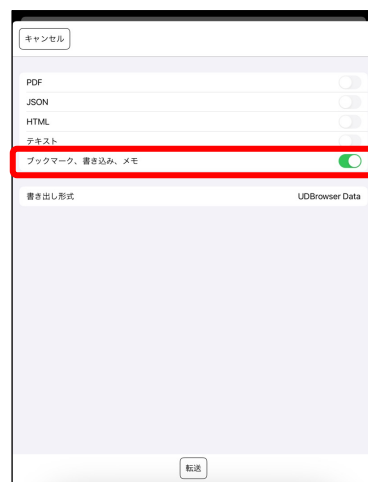 キャンセル
PDF
JSON
HTML
テキスト
ブックマーク、書き込み、メモ
書き出し形式 UDBrowser Data
転送